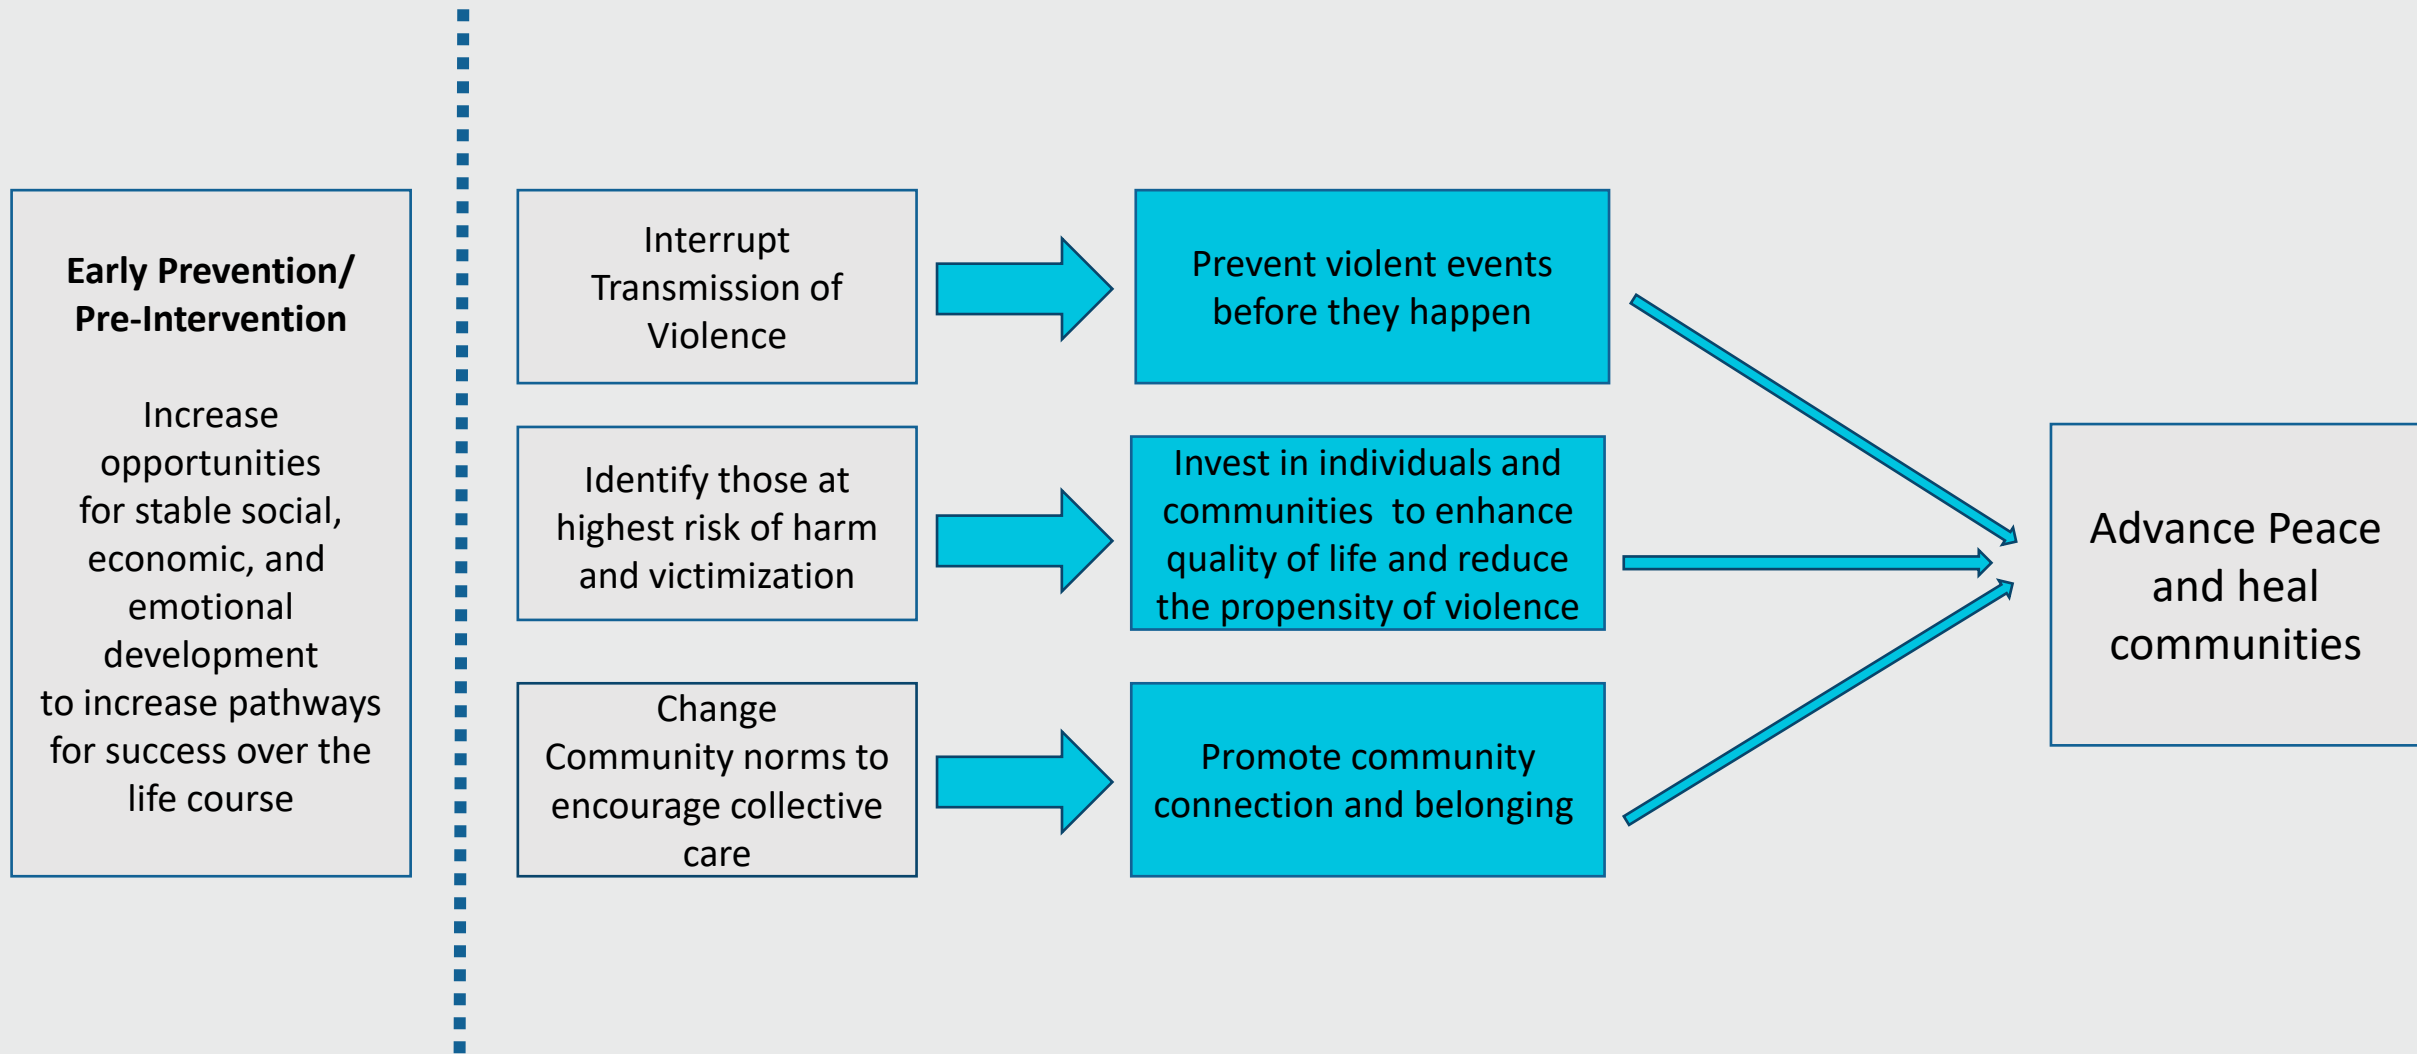 Early Prevention/
Pre-Intervention
Increase
opportunities
for stable social,
economic, and
emotional
development
to increase pathways
for success over the
life course
Interrupt
Transmission of
Violence
Prevent violent events
before they happen
Identify those at
highest risk of harm
and victimization
Invest in individuals and
communities  to enhance
quality of life and reduce
the propensity of violence
Change
Community norms to
encourage collective
care
Promote community
connection and belonging
Advance Peace
and heal
communities